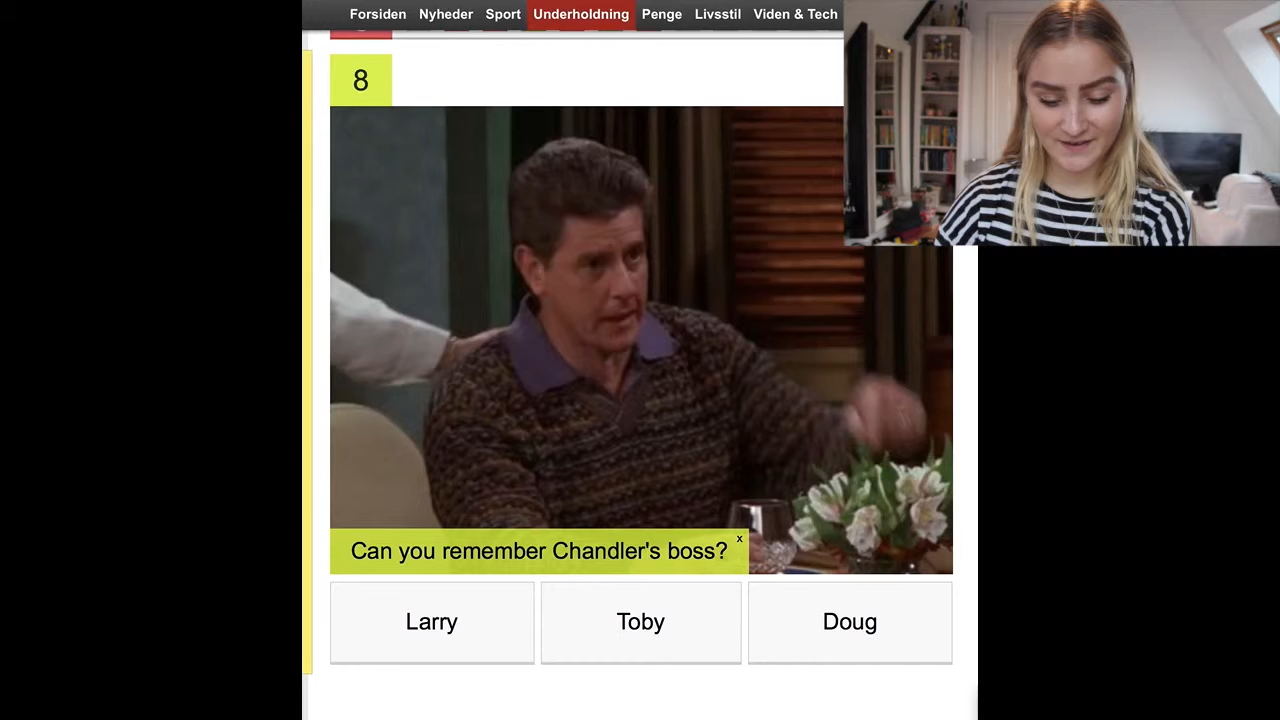 Forsiden Nyheder Sport Underholdning Penge Livsstil Viden & Tech
8
Can you remember Chandler's boss? x
Larry Toby Doug